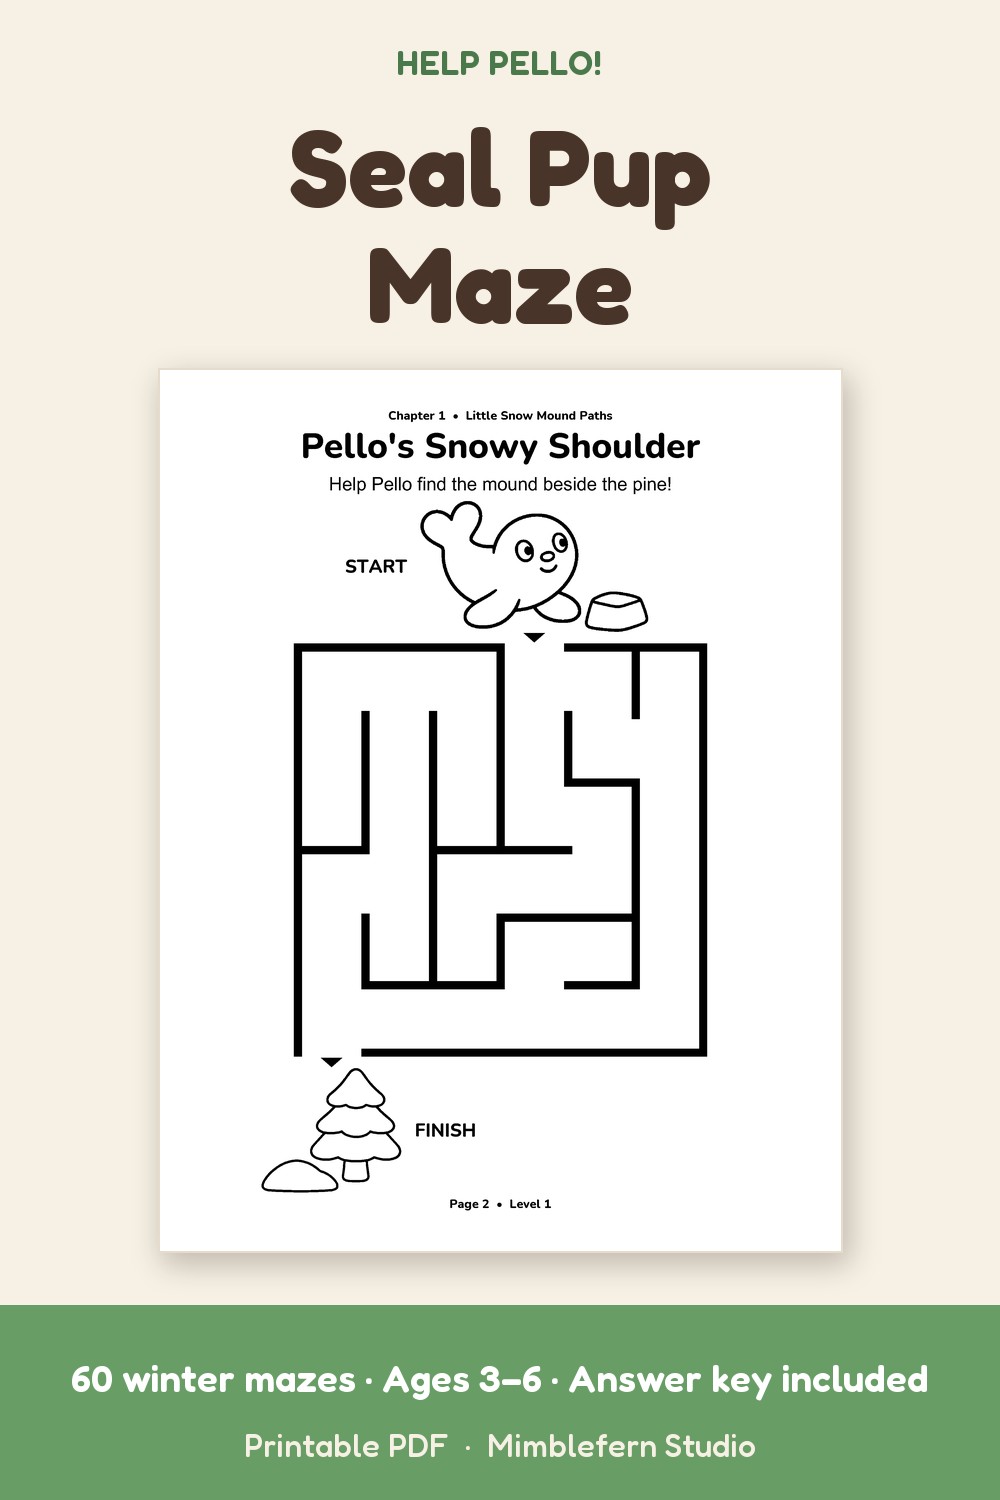 HELP PELLO!
Seal Pup
Maze
Chapter 1 • Little Snow Mound Paths
Pello's Snowy Shoulder
Help Pello find the mound beside the pine!
START
FINISH
Page 2 • Level 1
60 winter mazes · Ages 3–6 · Answer key included
Printable PDF · Mimblefern Studio